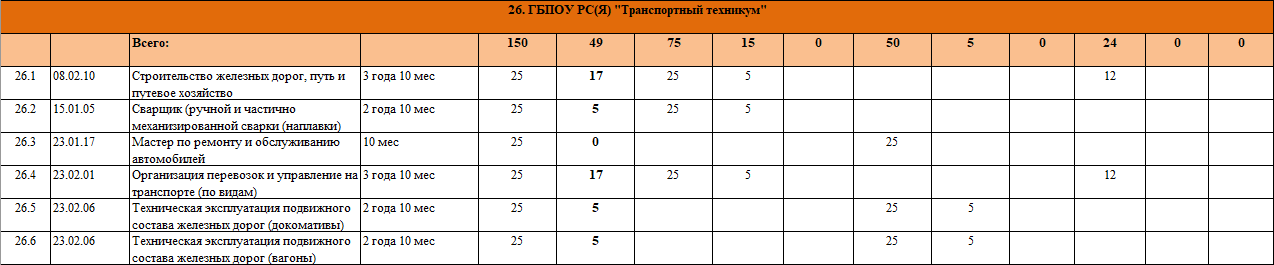 26. ГБПОУ РС(Я) "Транспортный техникум"
Всего: 150 49 75 15 0 50 5 0 24 0 0
26.1 08.02.10 Строительство железных дорог, путь и 3 года 10 мес 25 17 25 5 12
путевое хозяйство
26.2 15.01.05 Сварщик (ручной и частично 2 года 10 мес 25 5 25 5
механизированной сварки (наплавки)
26.3 23.01.17 Мастер по ремонту и обслуживанию 10 мес 25 0 25
автомобилей
26.4 23.02.01 Организация перевозок и управление на 3 года 10 мес 25 17 25 5 12
транспорте (по видам)
26.5 23.02.06 Техническая эксплуатация подвижного 2 года 10 мес 25 5 25 5
состава железных дорог (докомативы)
26.6 23.02.06 Техническая эксплуатация подвижного 2 года 10 мес 25 5 25 5
состава железных дорог (вагоны)